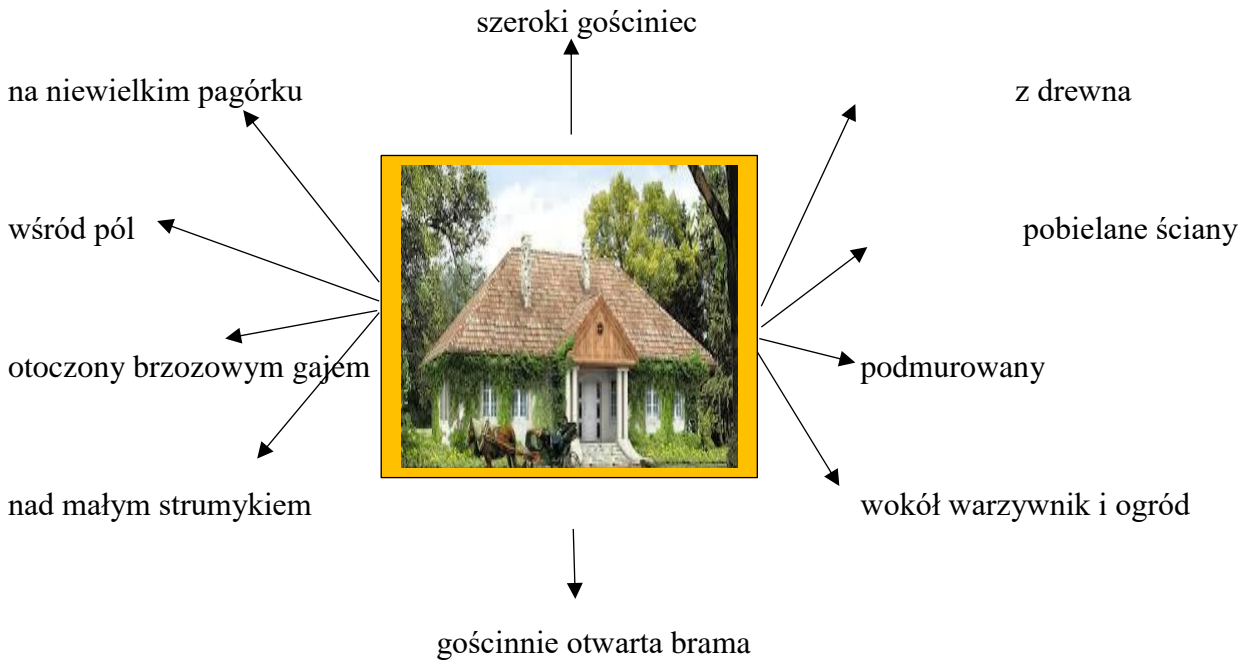 szeroki gościniec
na niewielkim pagórku
z drewna
wśród pól
pobielane ściany
otoczony brzozowym gajem
podmurowany
nad małym strumykiem
wokół warzywnik i ogród
gościnnie otwarta brama